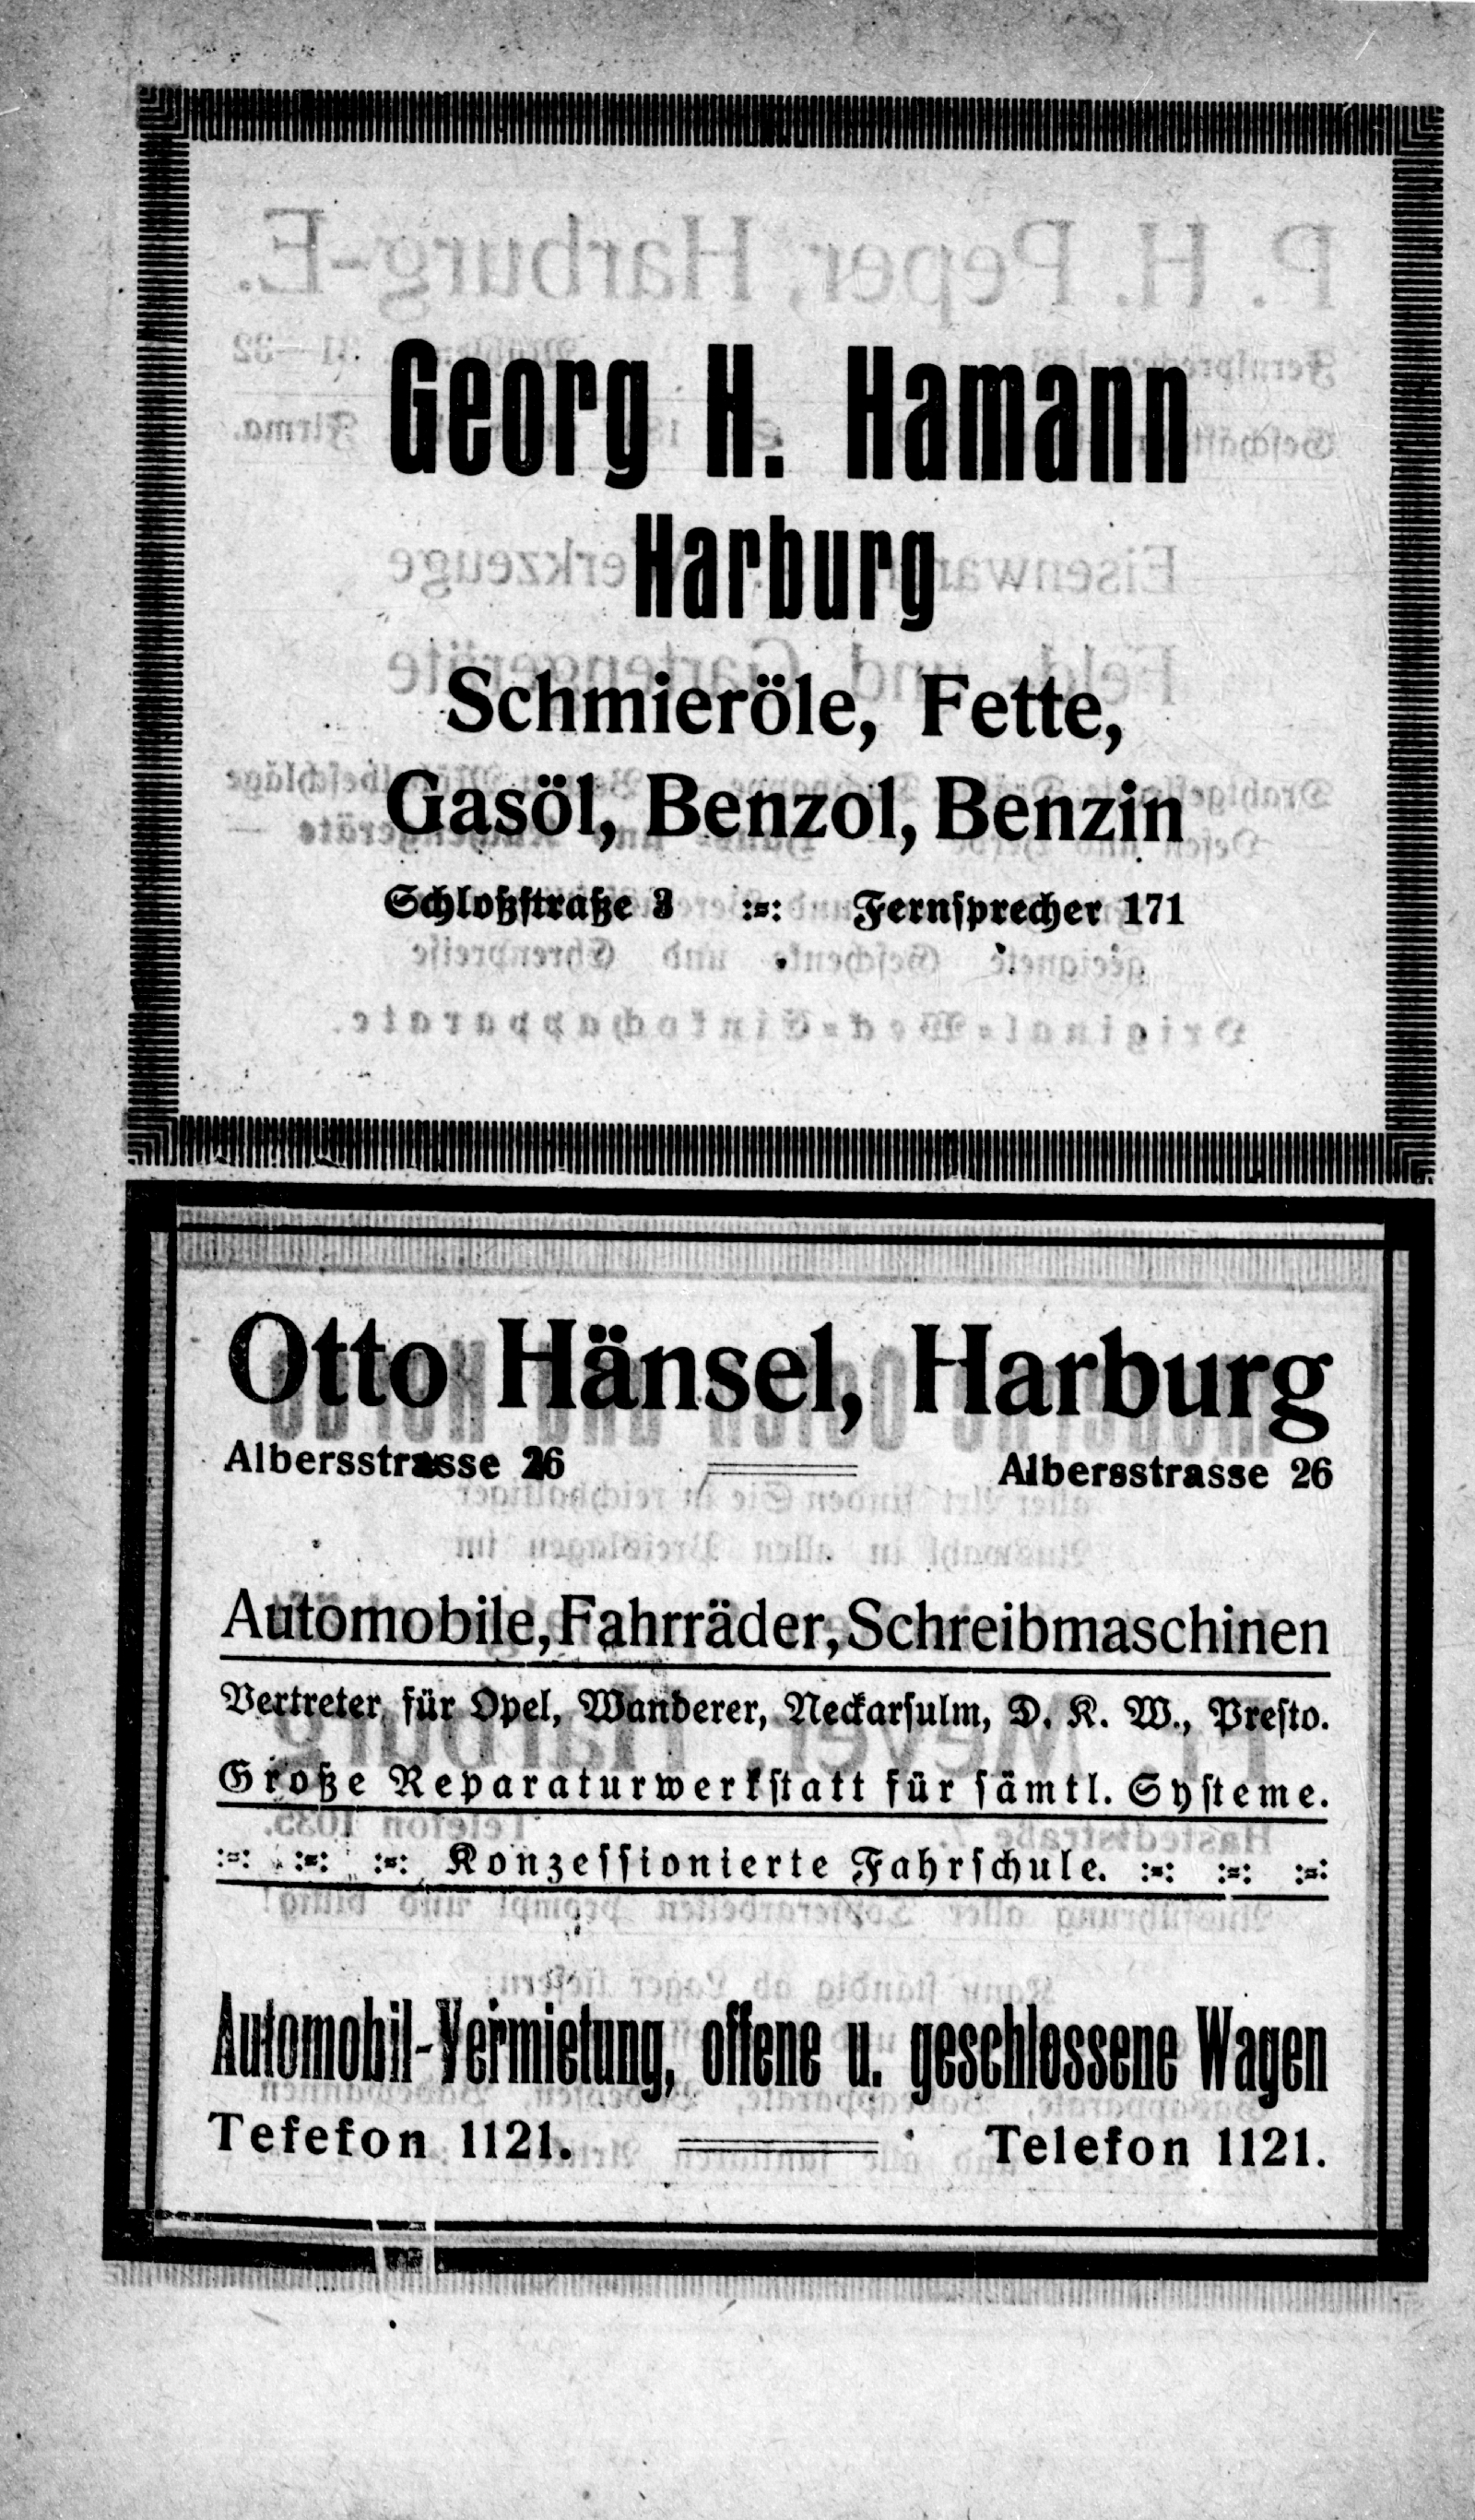 Georg H. Hamann
Harburg
Schmieröle, Fette,
Gasöl, Benzol, Benzin
Schloßstraße 3 :=: Fernsprecher 171
Otto Hänsel, Harburg
Albersstrasse 26 Albersstrasse 26
Automobile, Fahrräder, Schreibmaschinen
Vertreter für Opel, Wanderer, Neckarsulm, D. K. W., Presto.
Große Reparaturwerkstatt für sämtl. Systeme.
:=: :=: :=: Konzessionierte Fahrschule. :=: :=: :=:
Automobil-Vermietung, offene u. geschlossene Wagen
Tefefon 1121. Telefon 1121.